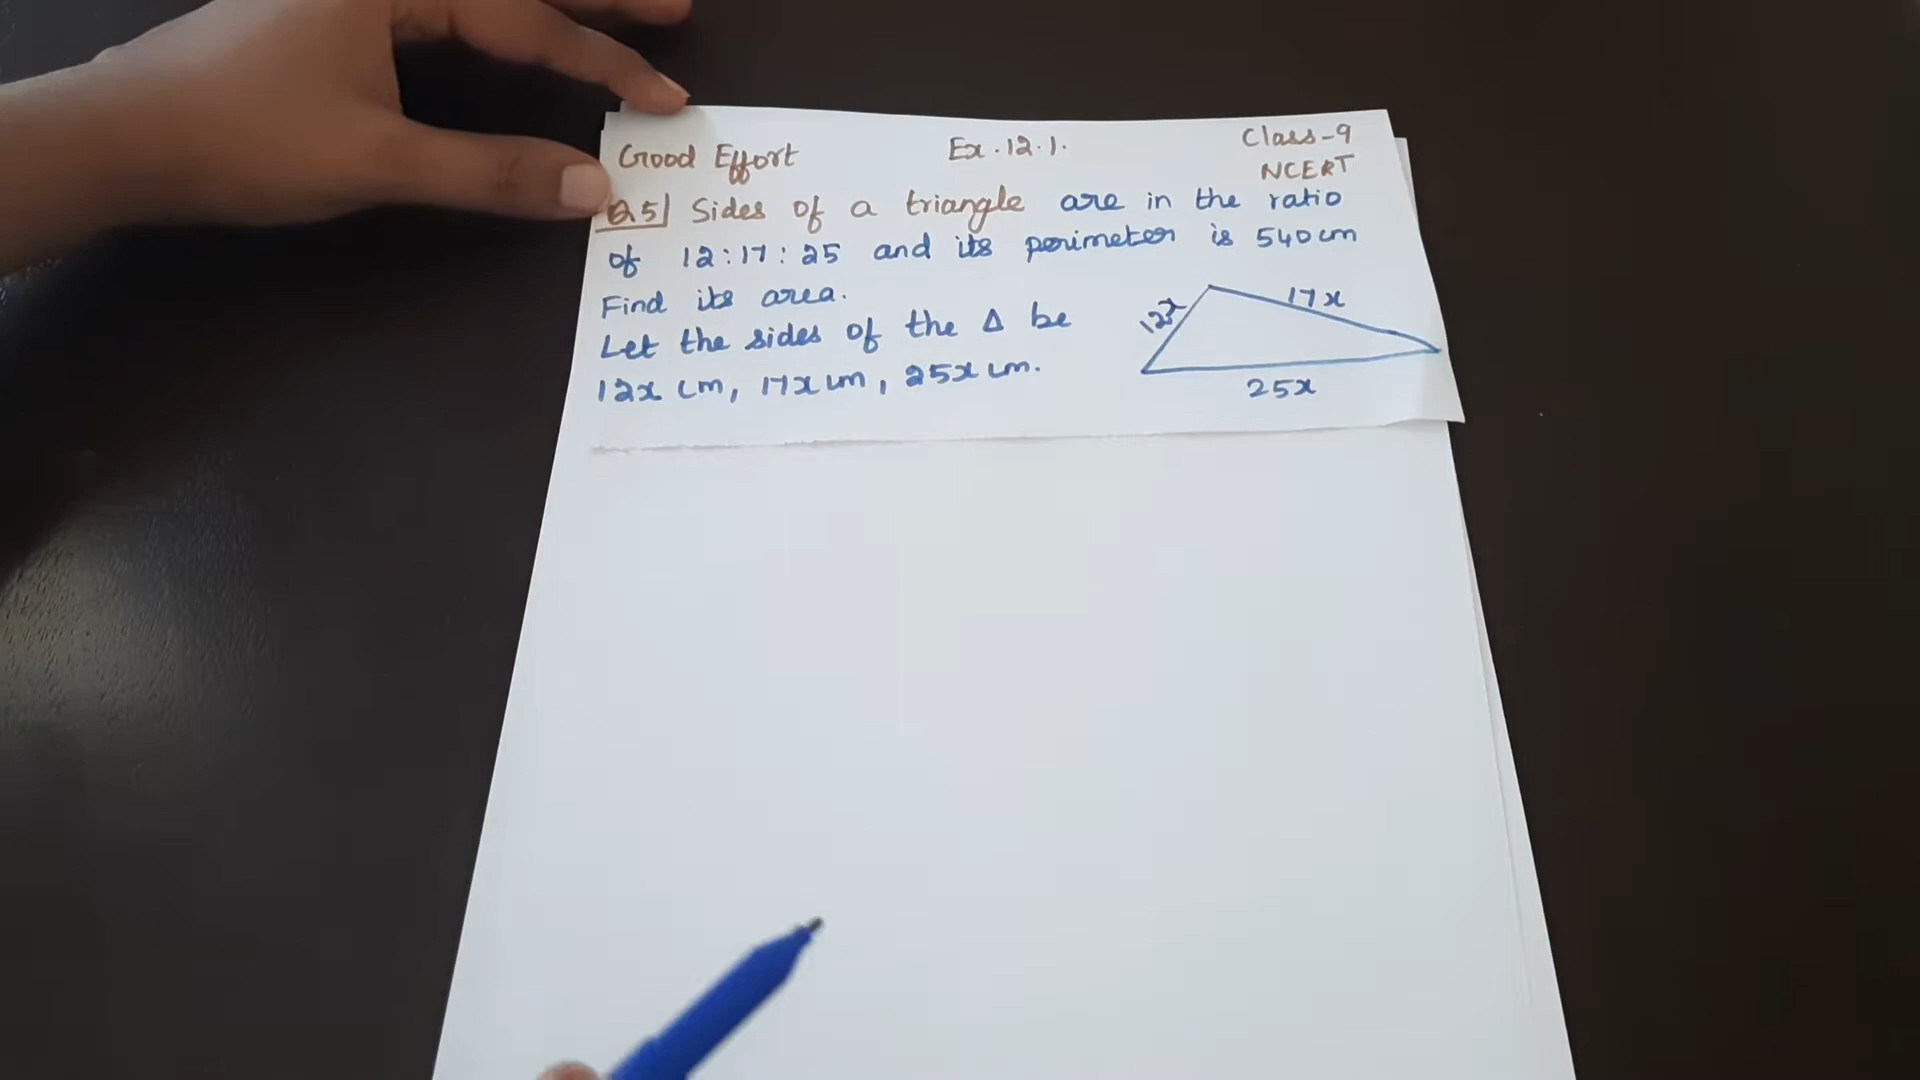 Good Effort Ex.12.1. Class-9
NCERT
Q5| Sides of a triangle are in the ratio
of 12:17:25 and its perimeter is 540cm
Find its area.
Let the sides of the Δ be
12x cm, 17x cm, 25x cm.
12x
17x
25x